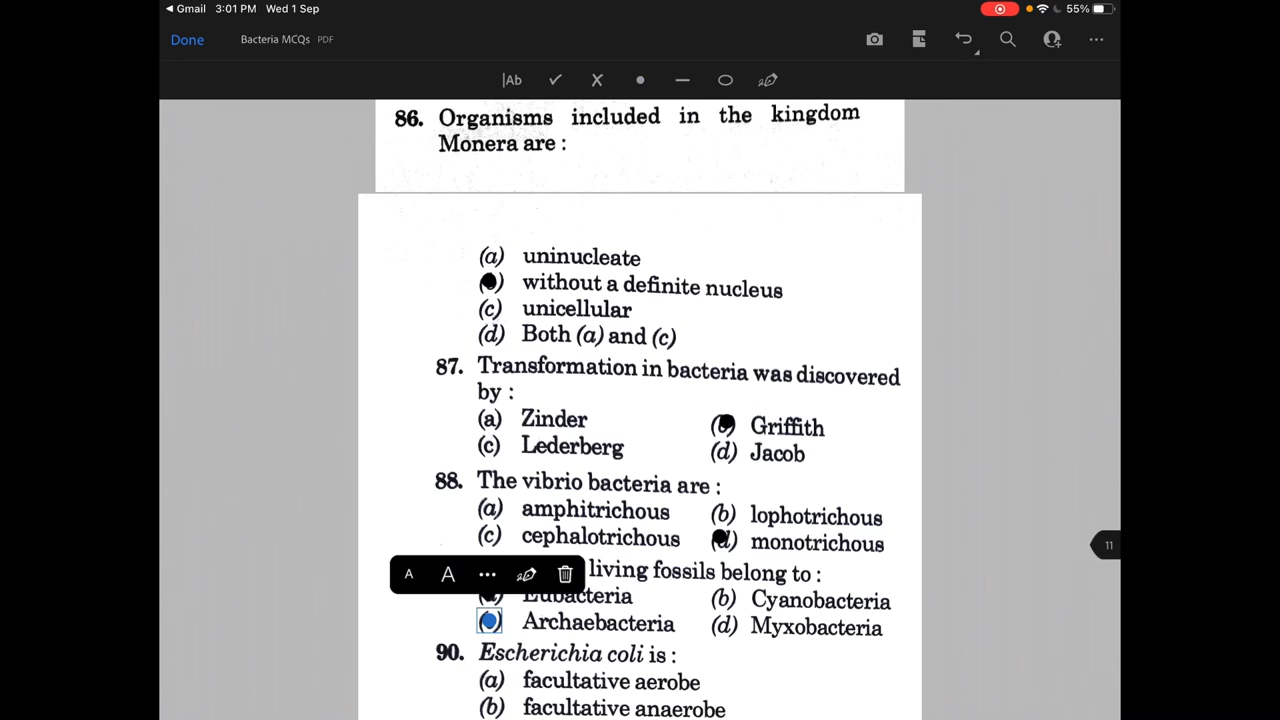 Gmail 3:01 PM Wed 1 Sep 55%
Done Bacteria MCQs PDF
Ab
86. Organisms included in the kingdom
Monera are :
(a) uninucleate
) without a definite nucleus
(c) unicellular
(d) Both (a) and (c)
87. Transformation in bacteria was discovered
by :
(a) Zinder ( ) Griffith
(c) Lederberg (d) Jacob
88. The vibrio bacteria are :
(a) amphitrichous (b) lophotrichous
(c) cephalotrichous (d) monotrichous
A A ... living fossils belong to :
Eubacteria (b) Cyanobacteria
( ) Archaebacteria (d) Myxobacteria
90. Escherichia coli is :
(a) facultative aerobe
(b) facultative anaerobe
11